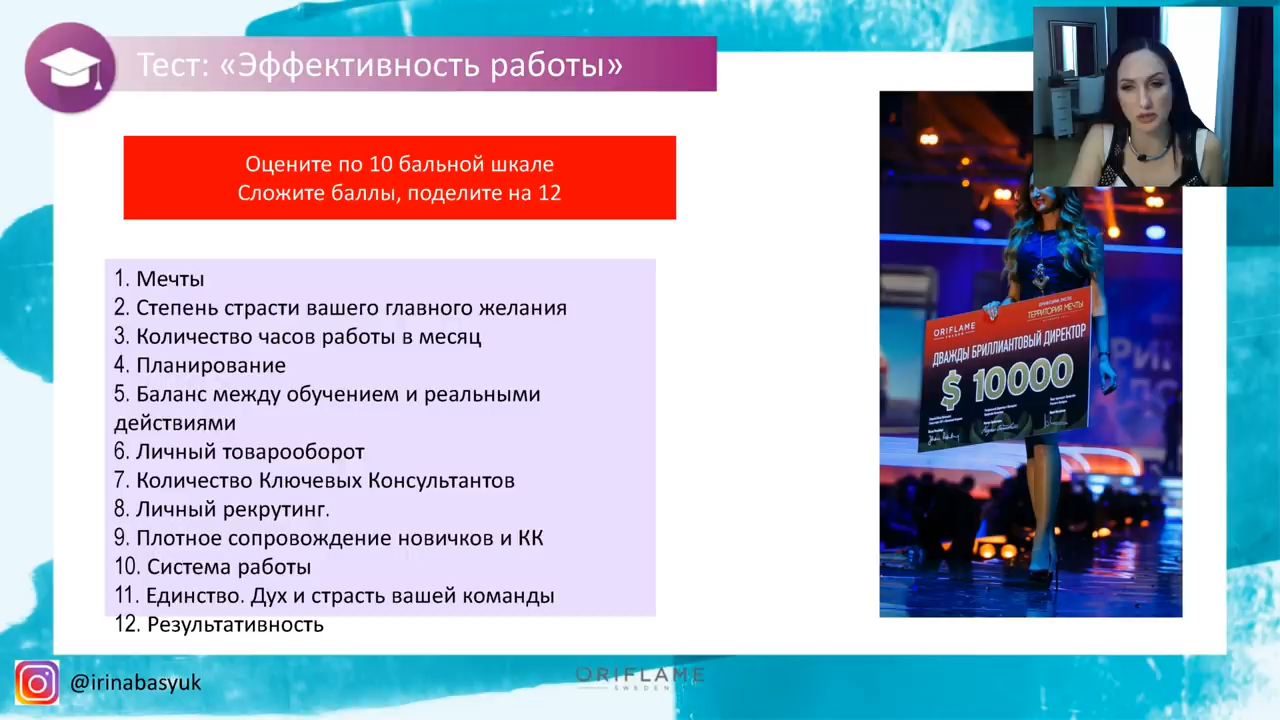 Тест: «Эффективность работы»
Оцените по 10 бальной шкале
Сложите баллы, поделите на 12
1. Мечты
2. Степень страсти вашего главного желания
3. Количество часов работы в месяц
4. Планирование
5. Баланс между обучением и реальными
действиями
6. Личный товарооборот
7. Количество Ключевых Консультантов
8. Личный рекрутинг.
9. Плотное сопровождение новичков и КК
10. Система работы
11. Единство. Дух и страсть вашей команды
12. Результативность
ORIFLAME
SWEDEN
ТЕРРИТОРИЯ МЕЧТЫ
ДВАЖДЫ БРИЛЛИАНТОВЫЙ ДИРЕКТОР
$ 10000
@irinabasyuk
ORIFLAME
SWEDEN